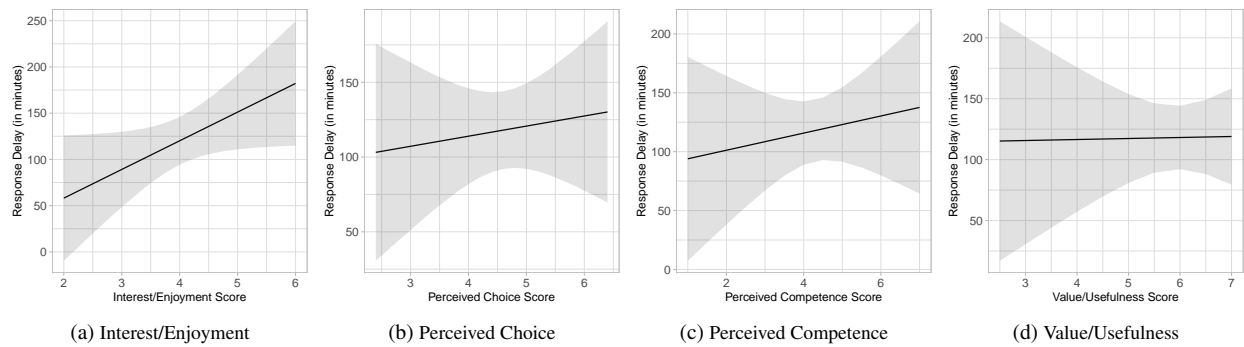 250
200
150
100
50
0
Response Delay (in minutes)
2 3 4 5 6
Interest/Enjoyment Score
(a) Interest/Enjoyment
150
100
50
Response Delay (in minutes)
3 4 5 6
Perceived Choice Score
(b) Perceived Choice
200
150
100
50
0
Response Delay (in minutes)
2 4 6
Perceived Competence Score
(c) Perceived Competence
200
150
100
50
Response Delay (in minutes)
3 4 5 6 7
Value/Usefulness Score
(d) Value/Usefulness